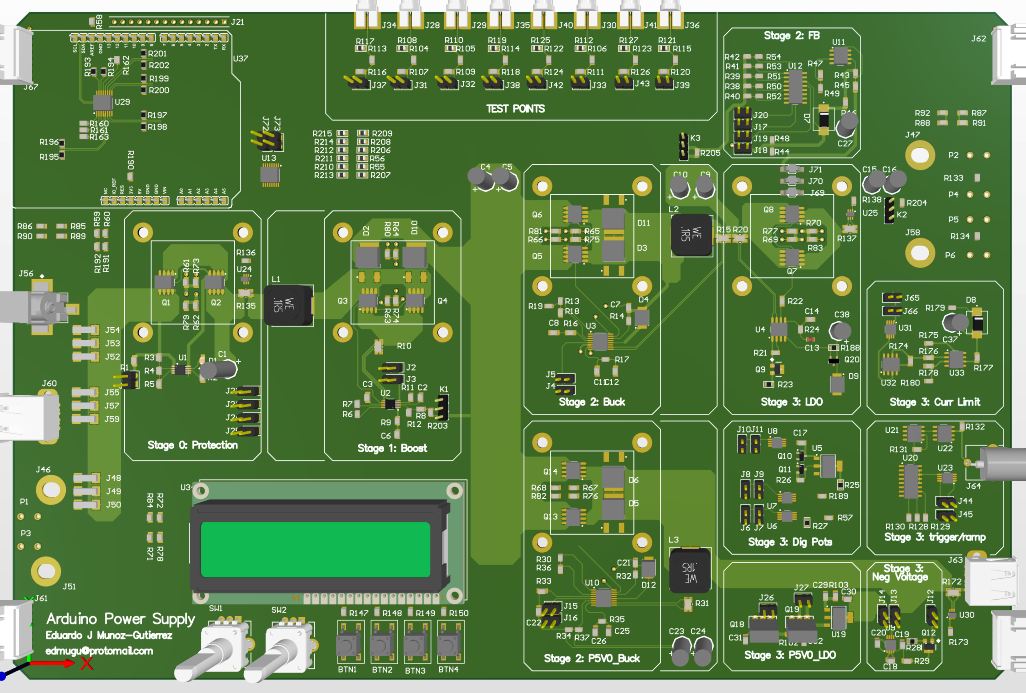 J34 J28 J29 J35 J40 J30 J41 J36
R117 R108 R110 R119 R122 R127 R121
R113 R104 R105 R114 R112 R106 R123 R115
R116 R107 R109 R118 R124 R111 R126 R120
J37 J31 J32 J38 J42 J33 J43 J39
TEST POINTS
J21
U37
R201
R202
R199
R200
R197
R198
U29
R160
R161
R163
R196
R195
R190
J67
J72
J73
U13
R215 R209
R214 R208
R212 R206
R211 R56
R210 R55
R213 R207
K3
R205
Stage 2: FB
U11
R42 R54
R41 R53
R39 R51
R38 R50
R40 R52
U12
R47
R43
R45
R49
D7
C27
J20
J17
J19
J18
R48
R44
J62
R92 R87
R88 R91
J47
P2
R133
P4
P5
R134
P6
J58
J71
J70
J69
C15 C16
R138
U25
K2
R204
R137
R86 R85
R90 R89
R59
R60
R192
R191
J56
J54
J53
J52
J55
J57
J59
J60
Q1 Q2
R61
R73
R79
R62
R136
U24
R135
R3
R4
R5
U1
C1
Stage 0: Protection
L1
WE
1R5
D2
R80
R94
D10
Q3 Q4
R63
R74
R10
J2
J3
C3
U2
R7
R6
R11 C2
R8
R9
R12
C6
K1
R203
Stage 1: Boost
C4 C5
Q6
R81 R65
R66 R75
Q5
D11
D3
R19
R13
R18
C8 R16
C7
R14
D4
U3
R17
C11 C12
J5
J4
Stage 2: Buck
C10 C9
L2
WE
1R5
R15 R20
Q8
R70
R77
R69 R83
Q7
R22
U4
C14
R24
C13
C38
R188
Q20
R21
Q9
R23
D9
Stage 3: LDO
J65
J66
U31
R174
U32
R180
R179
D8
C37
R175
R176
R178
U33
R177
Stage 3: Curr Limit
J46
P1
P3
J48
J49
J50
J51
R84
R72
R71
R78
U3
J61
Arduino Power Supply
Eduardo J Munoz-Gutierrez
edmugu@protomail.com
SW1 SW2
R147 R148 R149 R150
BTN1 BTN2 BTN3 BTN4
Q14
R68 R67
R82 R76
Q13
D6
D5
R30
R36
R33
C21
R32
D12
U10
J15
J16
C22
R34 R37
R35
C25
C26
Stage 2: P5V0_Buck
L3
WE
1R5
R31
C23 C24
J10 J11
U8
C17
Q10
Q11
R26
U5
R25
J8 J9
U7
R189
J6 J7
U6
R27
R57
Stage 3: Dig Pots
U21
R131
U22
R132
U20
U23
J64
J44
J45
R130 R128 R129
Stage 3: trigger/ramp
J26
Q18
C31
J27
Q19
C29 R103
C30
U19
Stage 3: P5V0_LDO
Stage 3:
Neg Voltage
J14
J13
J12
C20
C19
Q12
R28
R29
C18
J63
R172
U30
R173
X